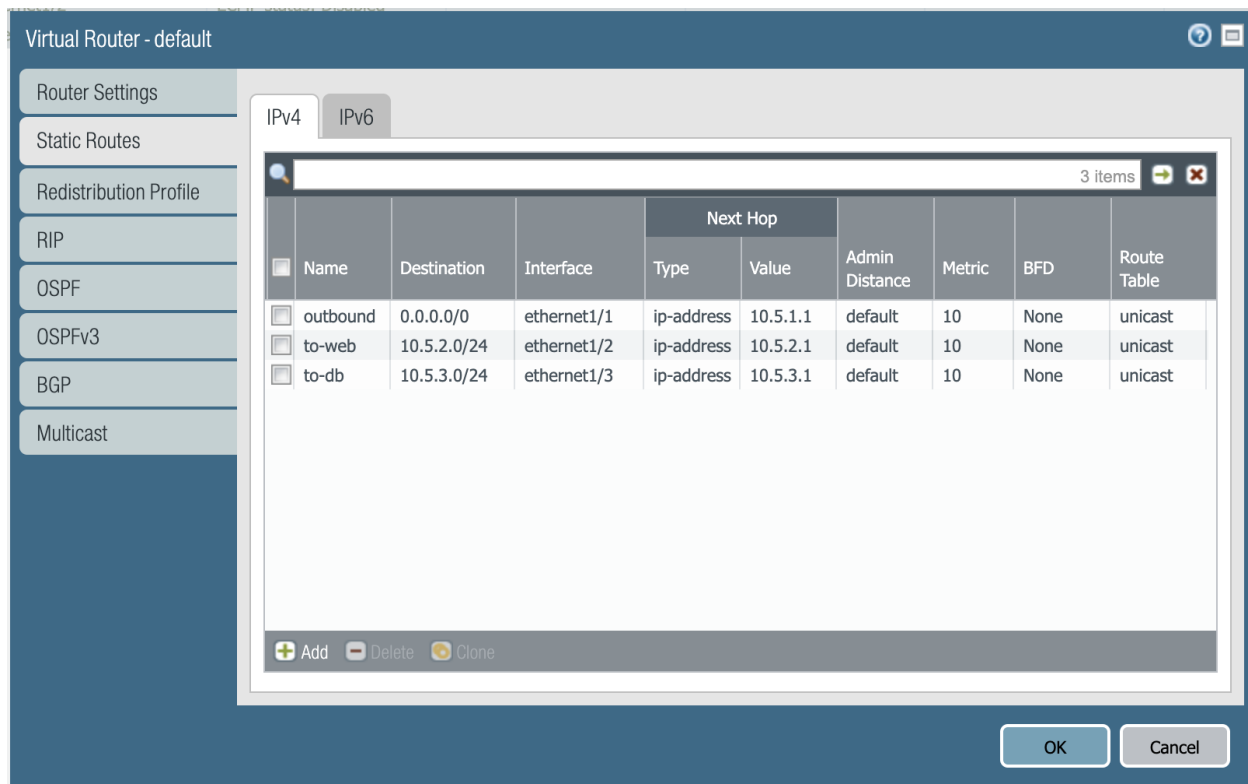 Virtual Router - default
Router Settings
Static Routes
Redistribution Profile
RIP
OSPF
OSPFv3
BGP
Multicast
IPv4 IPv6
3 items
Next Hop
Name Destination Interface Type Value Admin Distance Metric BFD Route Table
outbound 0.0.0.0/0 ethernet1/1 ip-address 10.5.1.1 default 10 None unicast
to-web 10.5.2.0/24 ethernet1/2 ip-address 10.5.2.1 default 10 None unicast
to-db 10.5.3.0/24 ethernet1/3 ip-address 10.5.3.1 default 10 None unicast
Add Delete Clone
OK Cancel